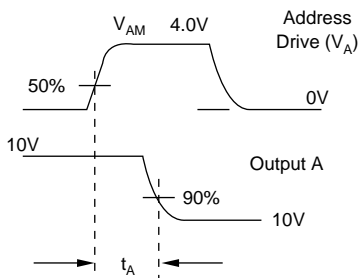 V_AM 4.0V
Address
Drive (V_A)
50%
0V
10V
Output A
90%
10V
t_A